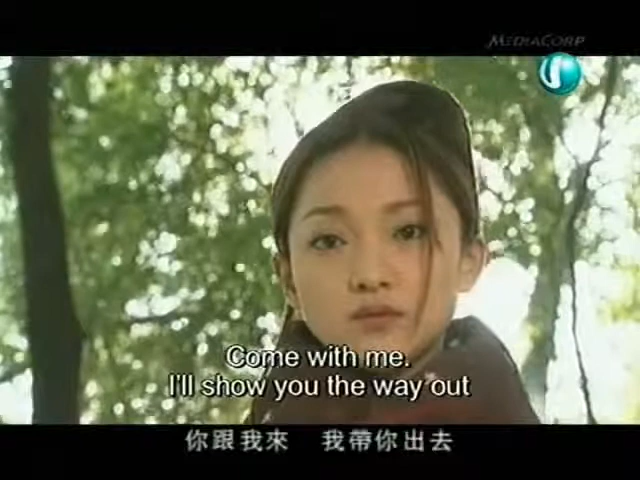 MEDIACORP
Come with me.
I'll show you the way out
你跟我來 我帶你出去